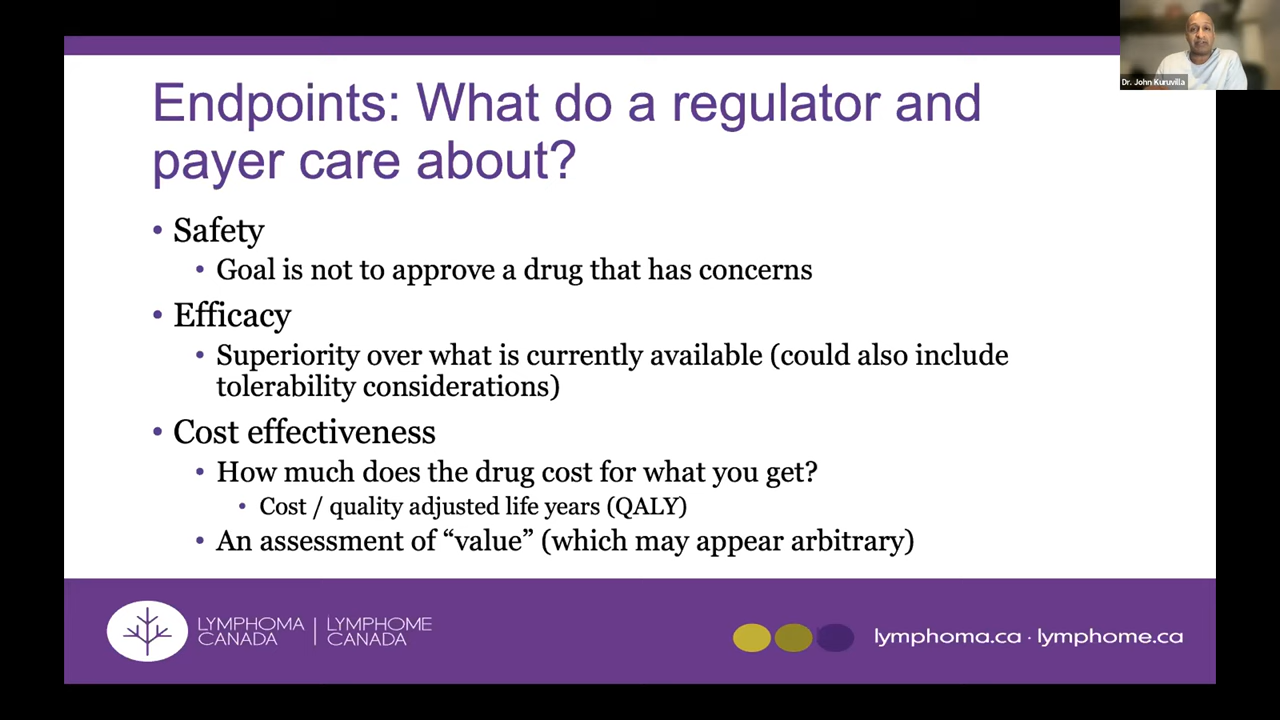 Dr. John Kuruvilla
Endpoints: What do a regulator and
payer care about?
• Safety
• Goal is not to approve a drug that has concerns
• Efficacy
• Superiority over what is currently available (could also include
tolerability considerations)
• Cost effectiveness
• How much does the drug cost for what you get?
• Cost / quality adjusted life years (QALY)
• An assessment of “value” (which may appear arbitrary)
LYMPHOMA | LYMPHOME
CANADA | CANADA
lymphoma.ca · lymphome.ca